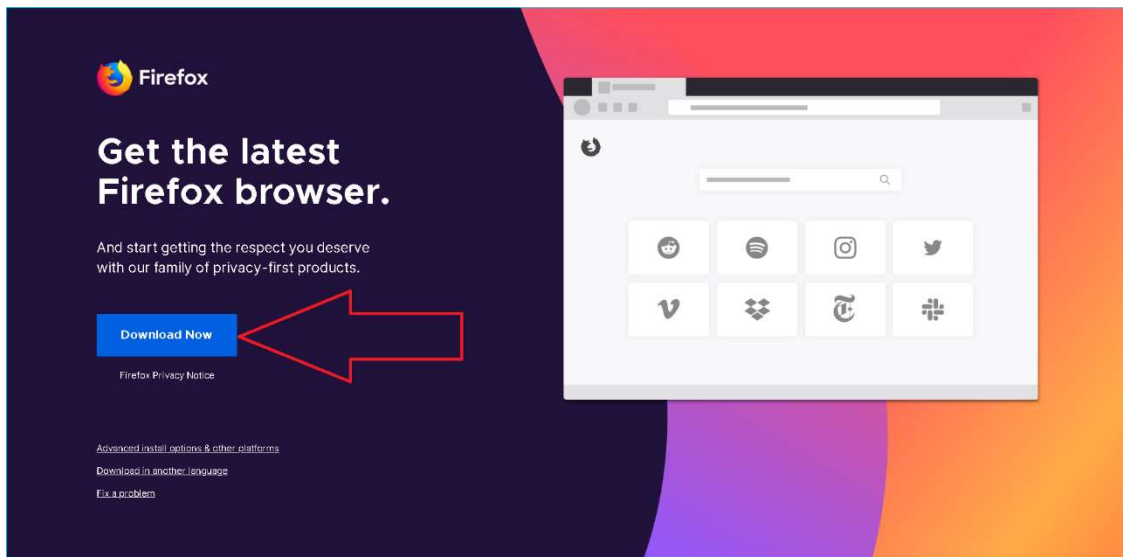 Firefox
Get the latest
Firefox browser.
And start getting the respect you deserve
with our family of privacy-first products.
Download Now
Firefox Privacy Notice
Advanced install options & other platforms
Download in another language
Fix a problem